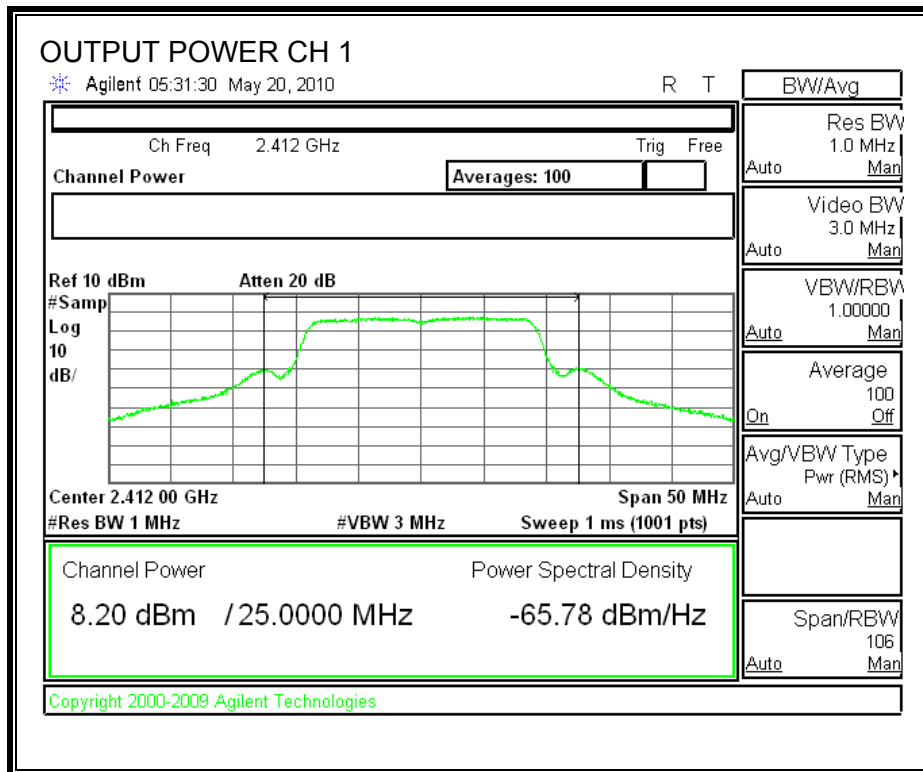 OUTPUT POWER CH 1
Agilent 05:31:30 May 20, 2010 R T
Ch Freq 2.412 GHz Trig Free
Channel Power Averages: 100
Ref 10 dBm Atten 20 dB
#Samp
Log
10
dB/
Center 2.412 00 GHz Span 50 MHz
#Res BW 1 MHz #VBW 3 MHz Sweep 1 ms (1001 pts)
Channel Power Power Spectral Density
8.20 dBm /25.0000 MHz -65.78 dBm/Hz
Copyright 2000-2009 Agilent Technologies
BW/Avg
Res BW
1.0 MHz
Auto Man
Video BW
3.0 MHz
Auto Man
VBW/RBW
1.00000
Auto Man
Average
100
On Off
Avg/VBW Type
Pwr (RMS)
Auto Man
Span/RBW
106
Auto Man